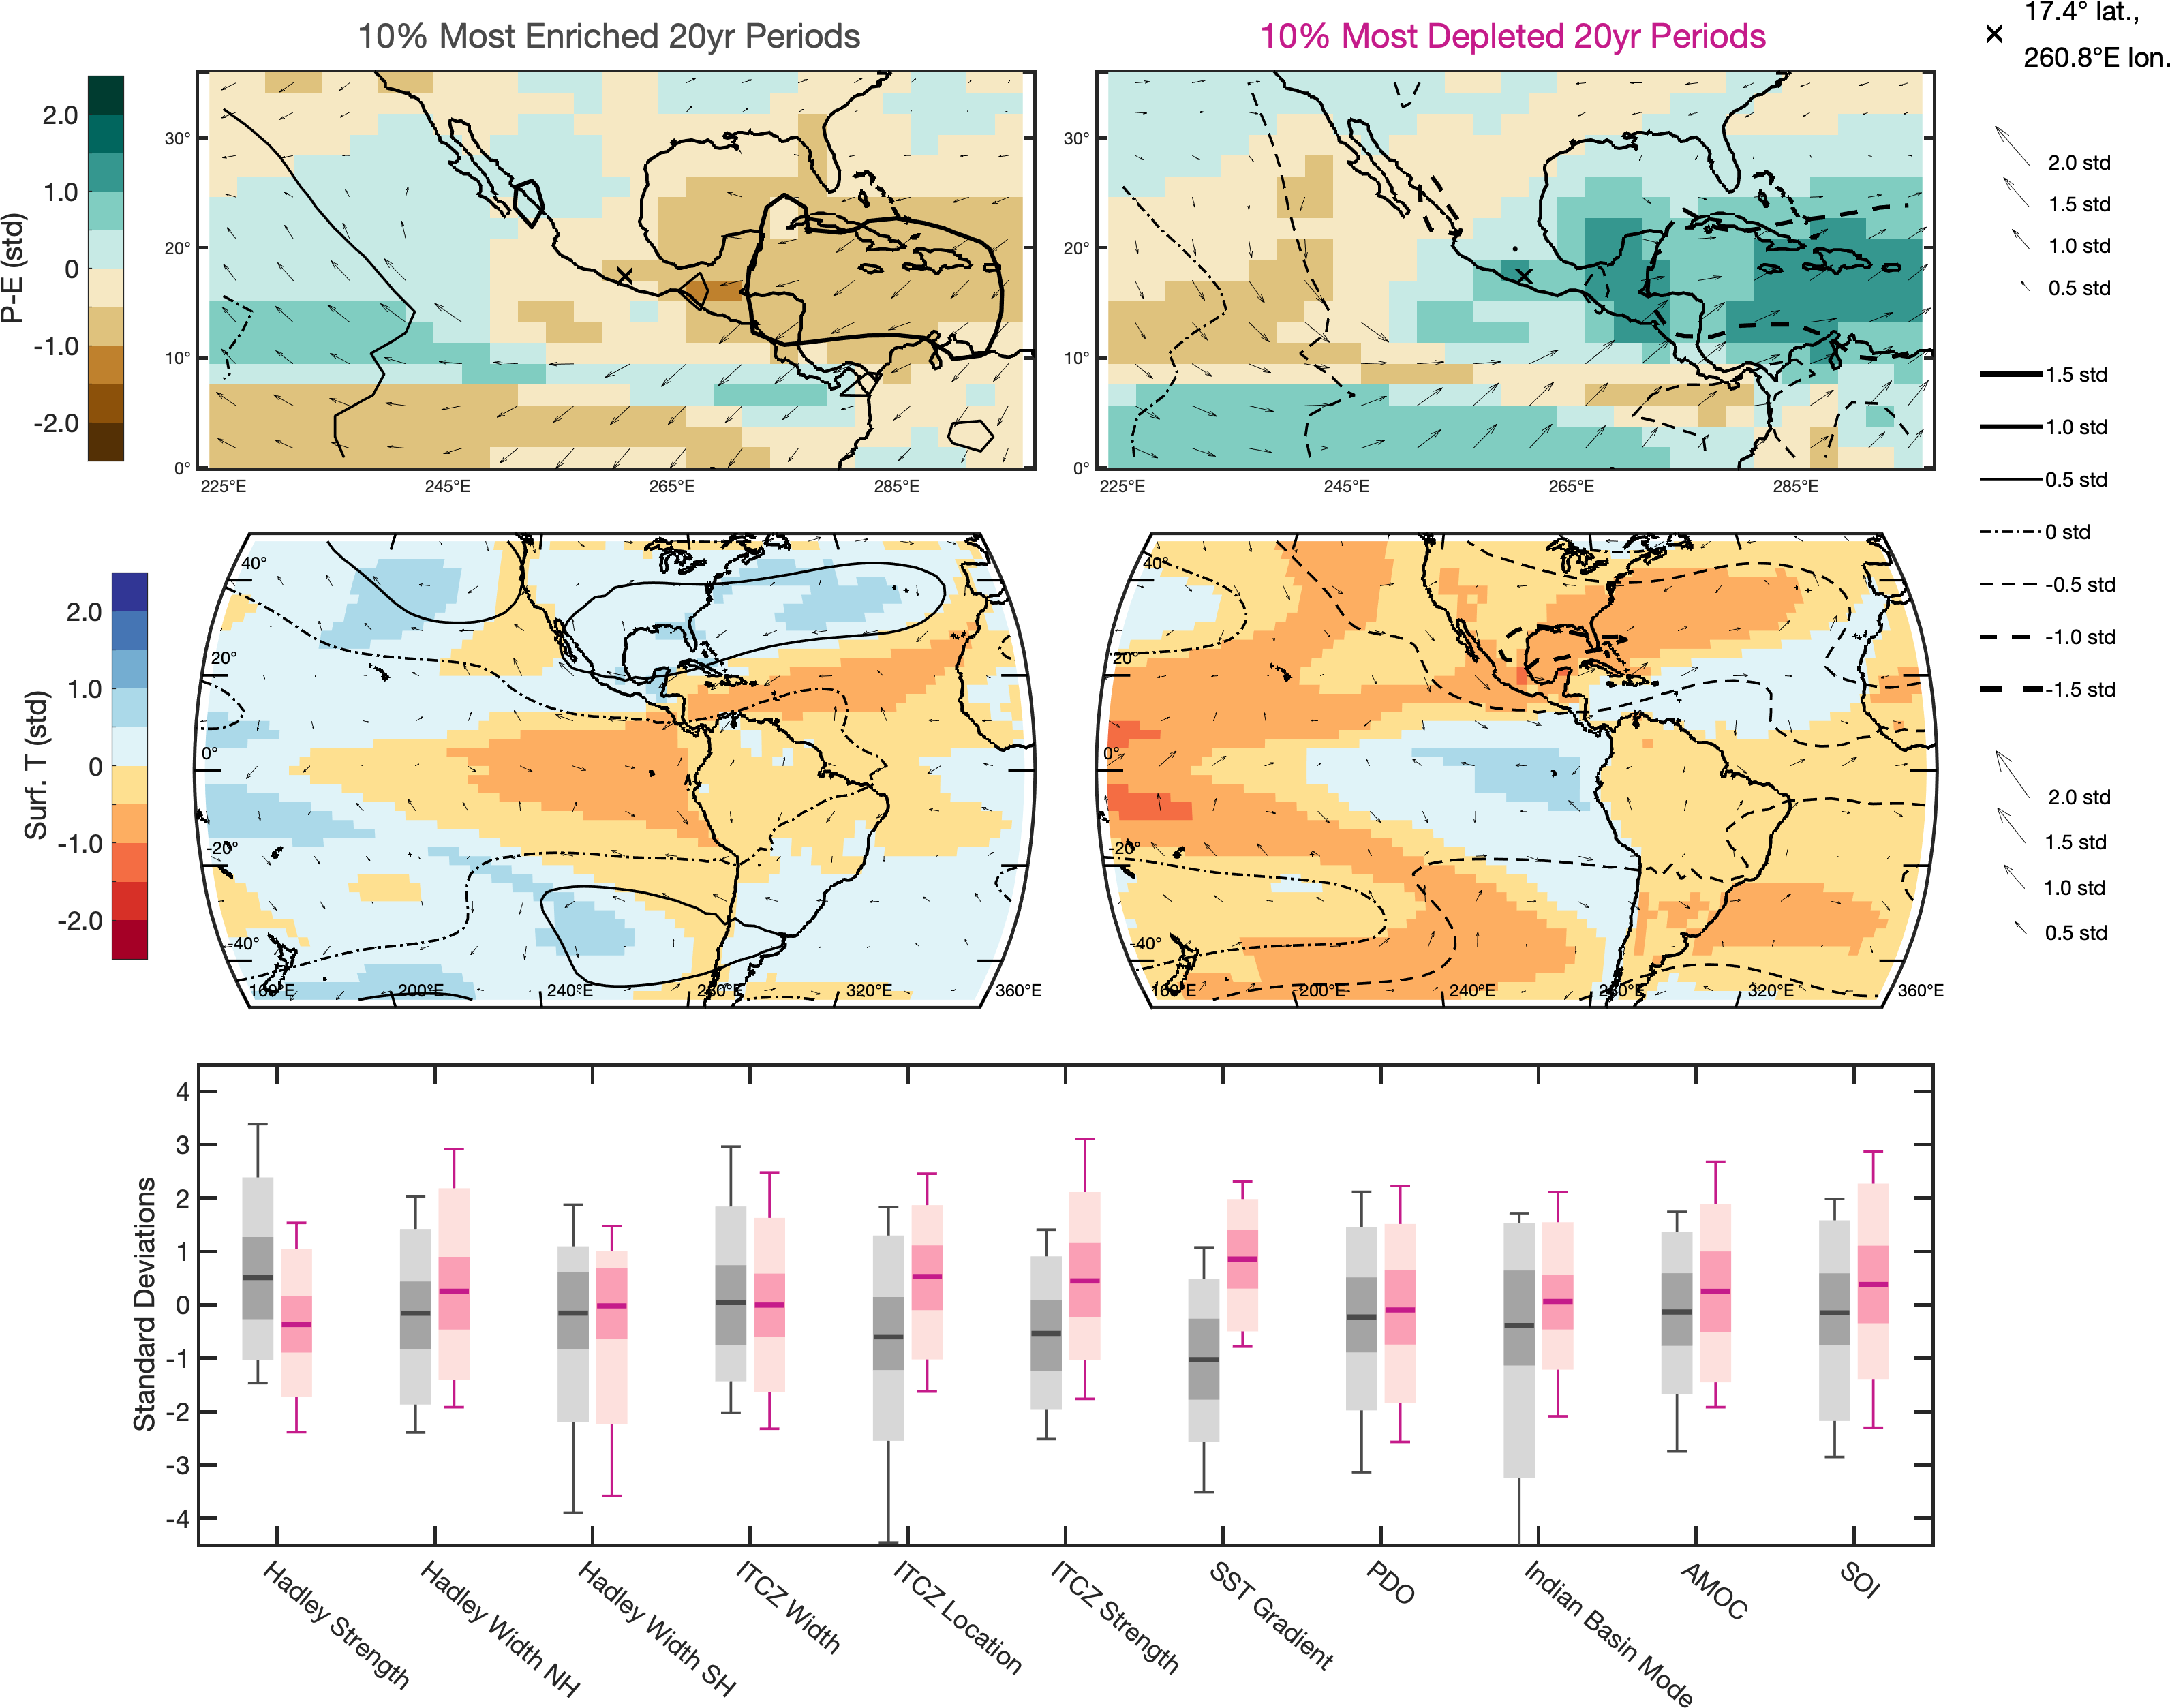 10% Most Enriched 20yr Periods
10% Most Depleted 20yr Periods
17.4° lat.,
260.8°E lon.
P-E (std)
2.0
1.0
0
-1.0
-2.0
30°
20°
10°
0°
225°E 245°E 265°E 285°E
30°
20°
10°
0°
225°E 245°E 265°E 285°E
2.0 std
1.5 std
1.0 std
0.5 std
1.5 std
1.0 std
0.5 std
0 std
-0.5 std
-1.0 std
-1.5 std
Surf. T (std)
2.0
1.0
0
-1.0
-2.0
40°
20°
0°
-20°
-40°
160°E 200°E 240°E 280°E 320°E 360°E
40°
20°
0°
-20°
-40°
160°E 200°E 240°E 280°E 320°E 360°E
2.0 std
1.5 std
1.0 std
0.5 std
Standard Deviations
4
3
2
1
0
-1
-2
-3
-4
Hadley Strength
Hadley Width NH
Hadley Width SH
ITCZ Width
ITCZ Location
ITCZ Strength
SST Gradient
PDO
Indian Basin Mode
AMOC
SOI